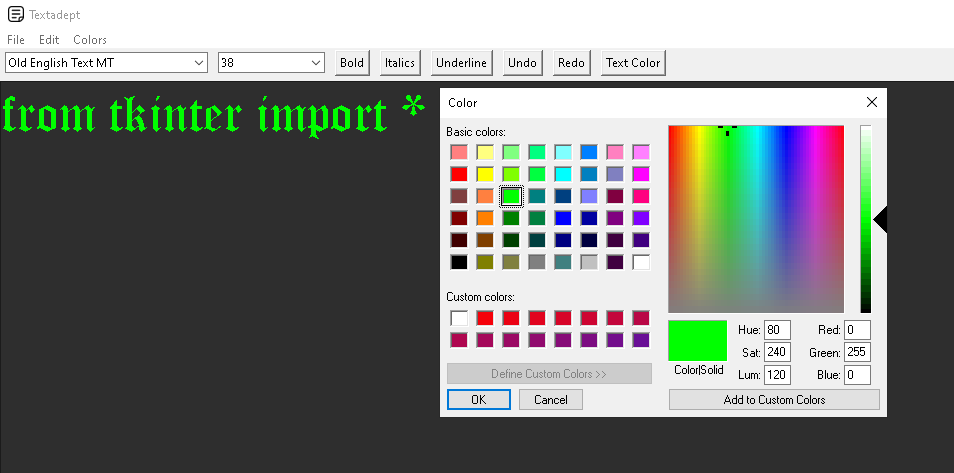 Textadept
File Edit Colors
Old English Text MT 38 Bold Italics Underline Undo Redo Text Color
from tkinter import *
Color
Basic colors:
Custom colors:
Define Custom Colors >>
OK Cancel
Color|Solid
Hue: 80 Red: 0
Sat: 240 Green: 255
Lum: 120 Blue: 0
Add to Custom Colors